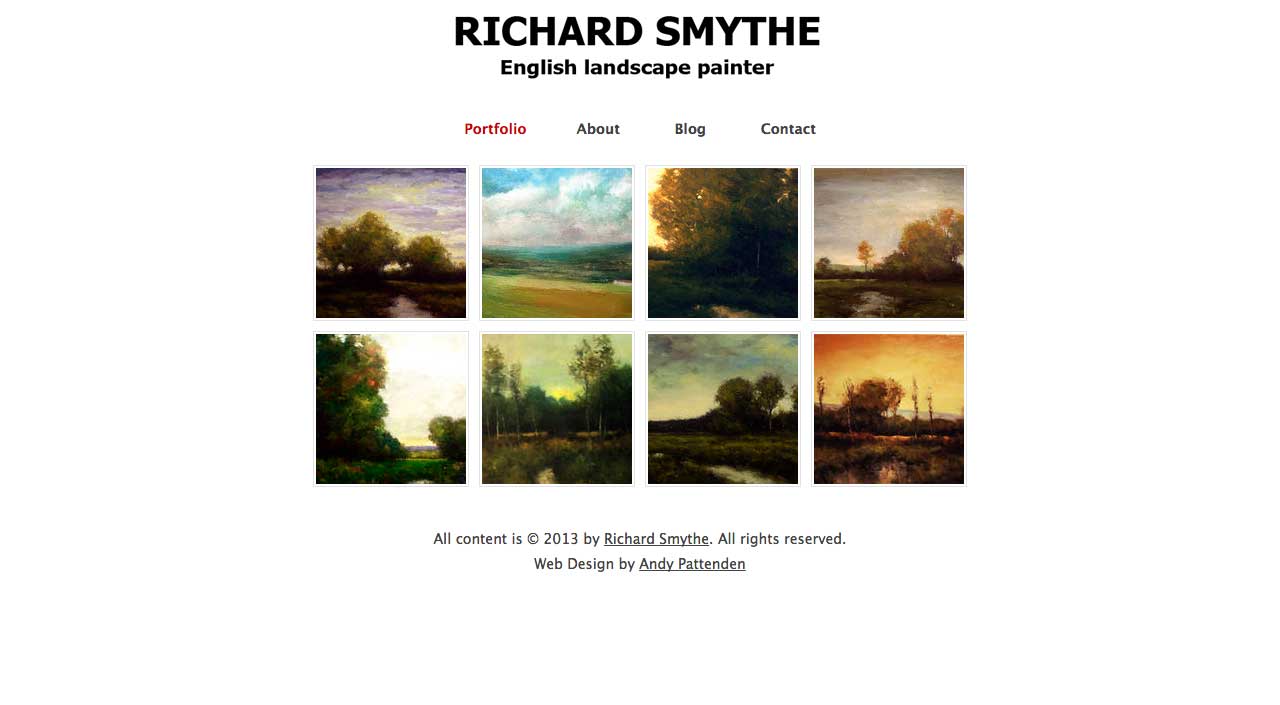 RICHARD SMYTHE
English landscape painter
Portfolio About Blog Contact
All content is © 2013 by Richard Smythe. All rights reserved.
Web Design by Andy Pattenden